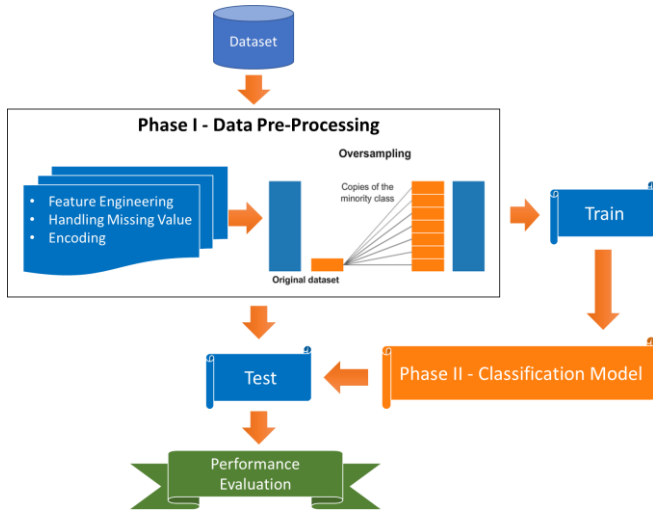 Dataset
Phase I - Data Pre-Processing
Oversampling
Copies of the
minority class
• Feature Engineering
• Handling Missing Value
• Encoding
Original dataset
Train
Test
Phase II - Classification Model
Performance
Evaluation